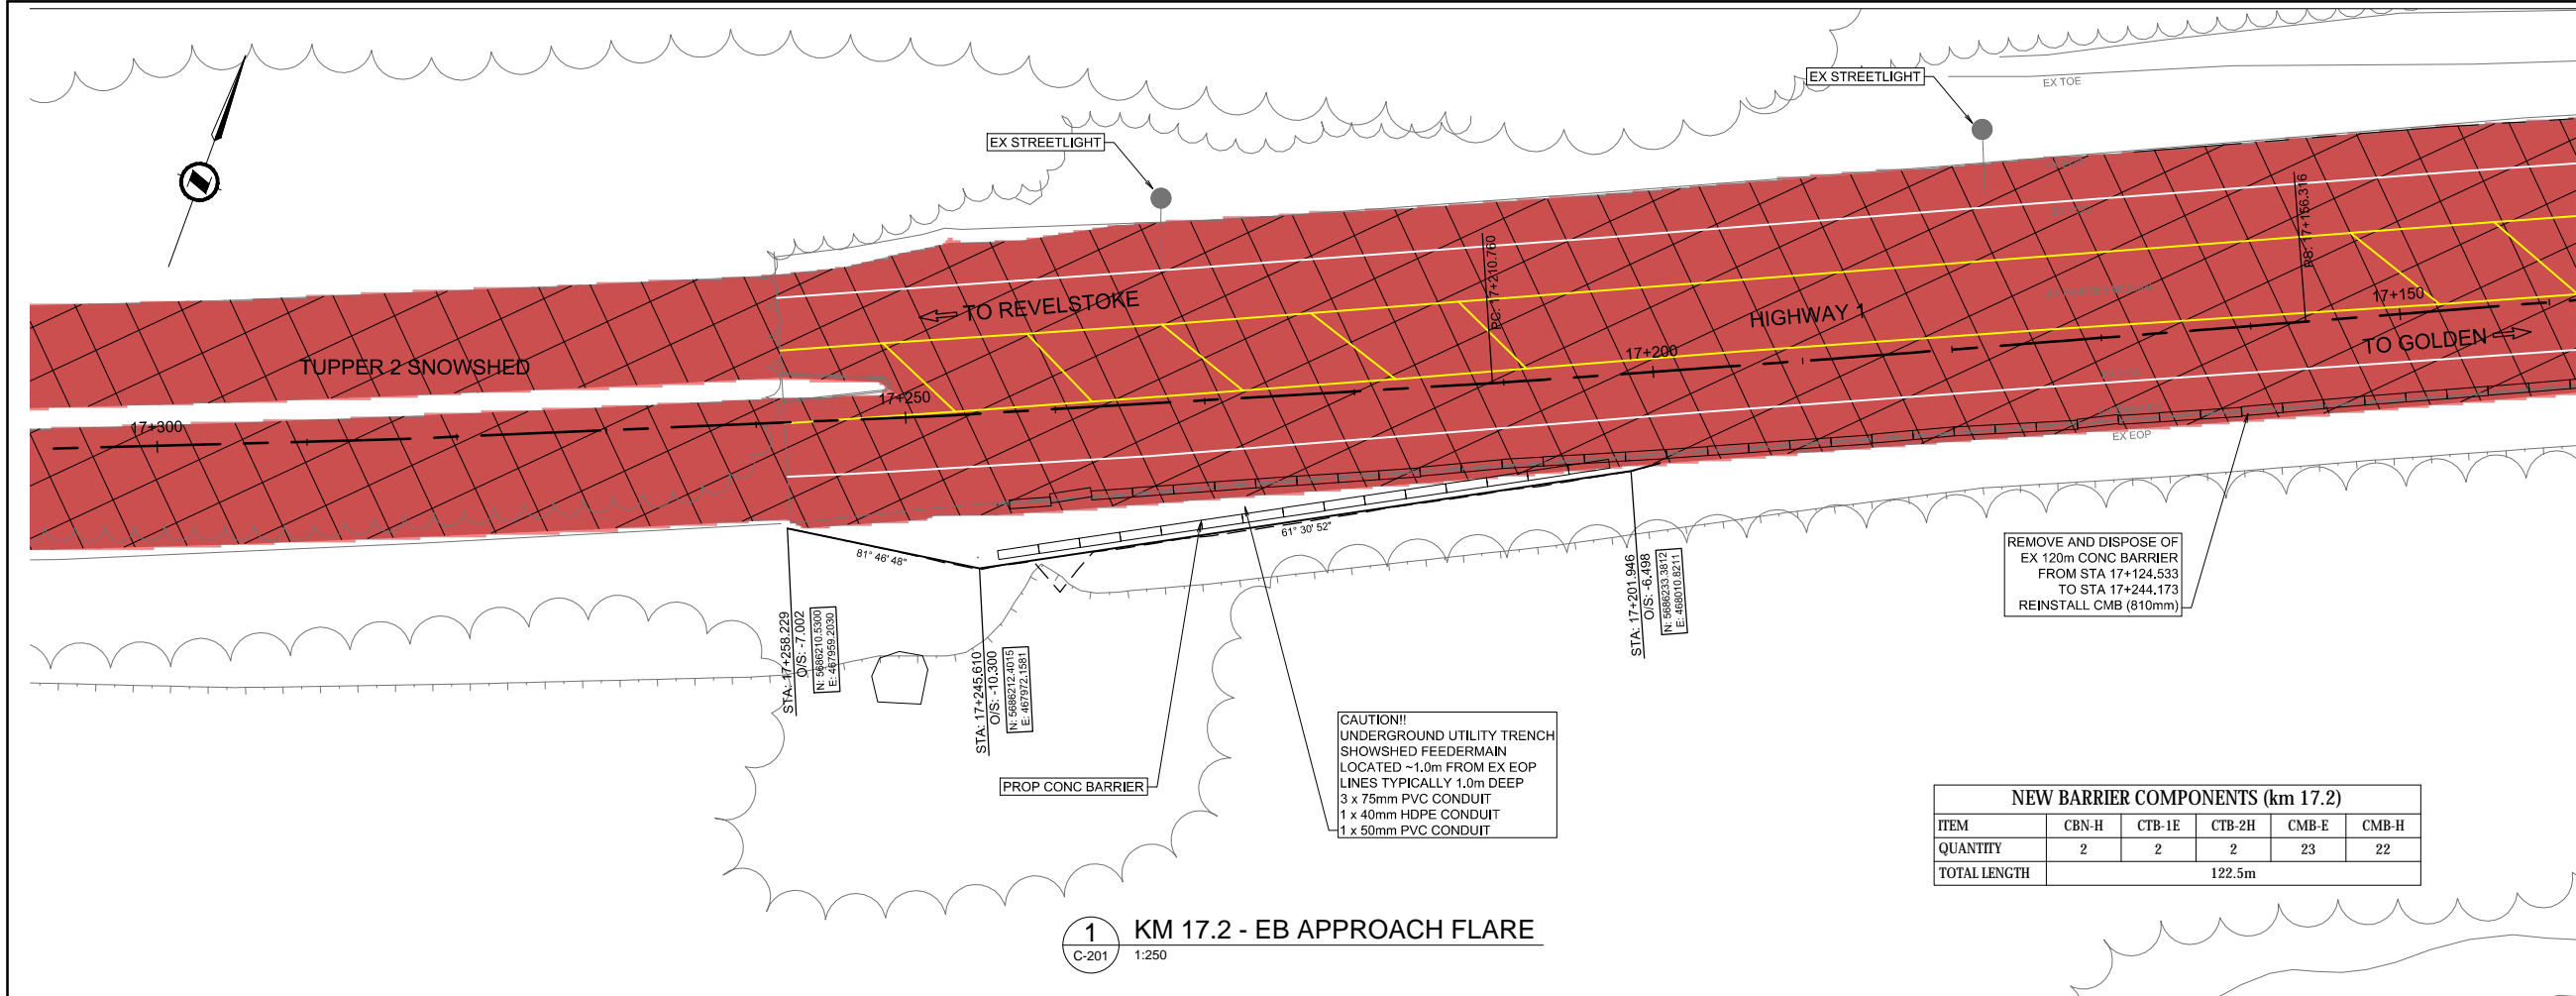 EX STREETLIGHT
EX TOE
EX STREETLIGHT
PC: 17+210.760
PB: 17+156.316
TO REVELSTOKE
HIGHWAY 1
17+150
TO GOLDEN
TUPPER 2 SNOWSHED
17+200
17+250
17+300
EX EOP
61° 30' 52"
81° 46' 48"
STA: 17+258.229
O/S: -7.002
N: 5686210.5300
E: 467959.2030
STA: 17+245.610
O/S: -10.300
N: 5686212.4015
E: 467972.1581
STA: 17+201.946
O/S: -6.498
N: 5686233.3812
E: 468010.8211
REMOVE AND DISPOSE OF
EX 120m CONC BARRIER
FROM STA 17+124.533
TO STA 17+244.173
REINSTALL CMB (810mm)
PROP CONC BARRIER
CAUTION!!
UNDERGROUND UTILITY TRENCH
SHOWSHED FEEDERMAIN
LOCATED ~1.0m FROM EX EOP
LINES TYPICALLY 1.0m DEEP
3 x 75mm PVC CONDUIT
1 x 40mm HDPE CONDUIT
1 x 50mm PVC CONDUIT
NEW BARRIER COMPONENTS (km 17.2)
ITEM CBN-H CTB-1E CTB-2H CMB-E CMB-H
QUANTITY 2 2 2 23 22
TOTAL LENGTH 122.5m
1
C-201
KM 17.2 - EB APPROACH FLARE
1:250